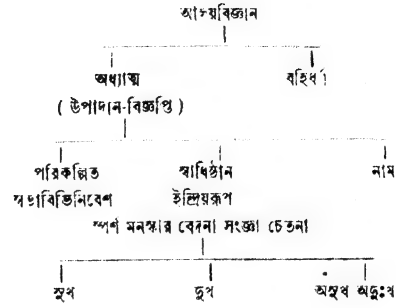 আলয়বিজ্ঞান
অধ্যাত্ম বহির্ধা
( উপাদান-বিজ্ঞপ্তি )
পরিকল্পিত স্বাধিষ্ঠান নাম
স্বভাবাভিনিবেশ ইন্দ্রিয়রূপ
স্পর্শ মনস্কার বেদনা সংজ্ঞা চেতনা
সুখ দুখ অসুখ অদুঃখ